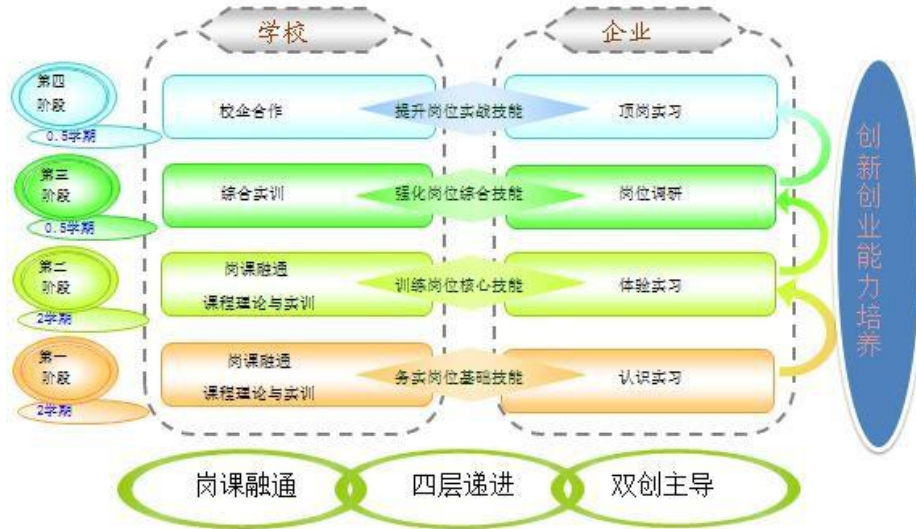 学校
企业
第四
阶段
0.5学期
校企合作
提升岗位实战技能
顶岗实习
第三
阶段
0.5学期
综合实训
强化岗位综合技能
岗位调研
第二
阶段
2学期
岗课融通
课程理论与实训
训练岗位核心技能
体验实习
第一
阶段
2学期
岗课融通
课程理论与实训
务实岗位基础技能
认识实习
创新创业能力培养
岗课融通
四层递进
双创主导